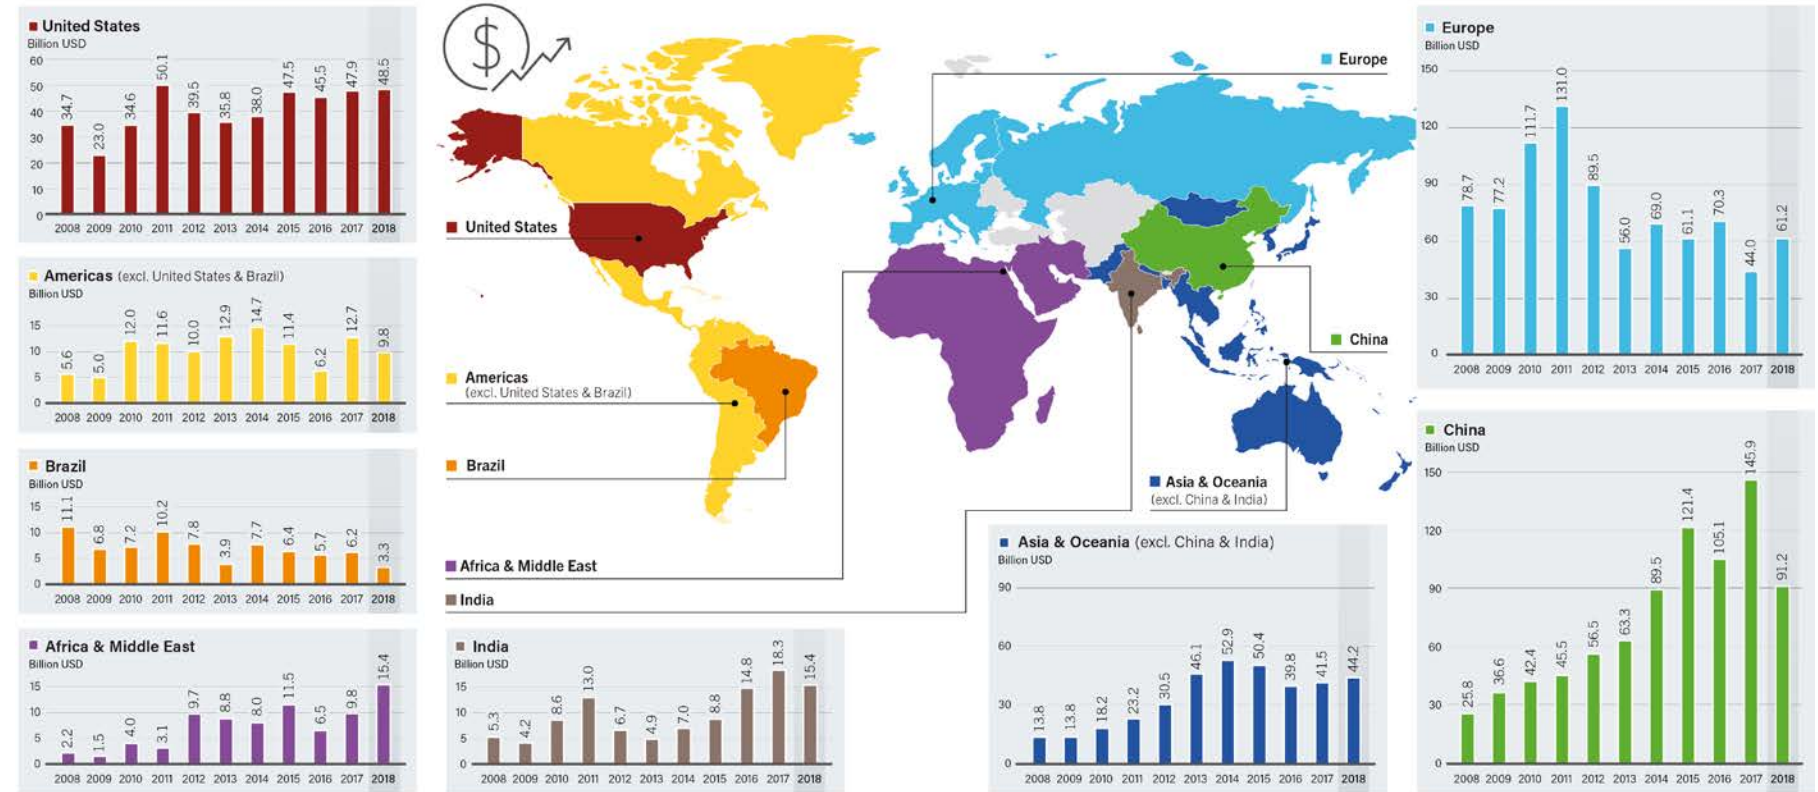 United States
Billion USD
60
50
40
30
20
10
0
34.7 23.0 34.6 50.1 39.5 35.8 38.0 47.5 45.5 47.9 48.5
2008 2009 2010 2011 2012 2013 2014 2015 2016 2017 2018
Americas (excl. United States & Brazil)
Billion USD
15
10
5
0
5.6 5.0 12.0 11.6 10.0 12.9 14.7 11.4 6.2 12.7 9.8
2008 2009 2010 2011 2012 2013 2014 2015 2016 2017 2018
Brazil
Billion USD
15
10
5
0
11.1 6.8 7.2 10.2 7.8 3.9 7.7 6.4 5.7 6.2 3.3
2008 2009 2010 2011 2012 2013 2014 2015 2016 2017 2018
Africa & Middle East
Billion USD
15
10
5
0
2.2 1.5 4.0 3.1 9.7 8.8 8.0 11.5 6.5 9.8 15.4
2008 2009 2010 2011 2012 2013 2014 2015 2016 2017 2018
$
Europe
United States
China
Americas
(excl. United States & Brazil)
Brazil
Asia & Oceania
(excl. China & India)
Africa & Middle East
India
India
Billion USD
15
10
5
0
5.3 4.2 8.6 13.0 6.7 4.9 7.0 8.8 14.8 18.3 15.4
2008 2009 2010 2011 2012 2013 2014 2015 2016 2017 2018
Asia & Oceania (excl. China & India)
Billion USD
90
60
30
0
13.8 13.8 18.2 23.2 30.5 46.1 52.9 50.4 39.8 41.5 44.2
2008 2009 2010 2011 2012 2013 2014 2015 2016 2017 2018
Europe
Billion USD
150
120
90
60
30
0
78.7 77.2 111.7 131.0 89.5 56.0 69.0 61.1 70.3 44.0 61.2
2008 2009 2010 2011 2012 2013 2014 2015 2016 2017 2018
China
Billion USD
150
120
90
60
30
0
25.8 36.6 42.4 45.5 56.5 63.3 89.5 121.4 105.1 145.9 91.2
2008 2009 2010 2011 2012 2013 2014 2015 2016 2017 2018